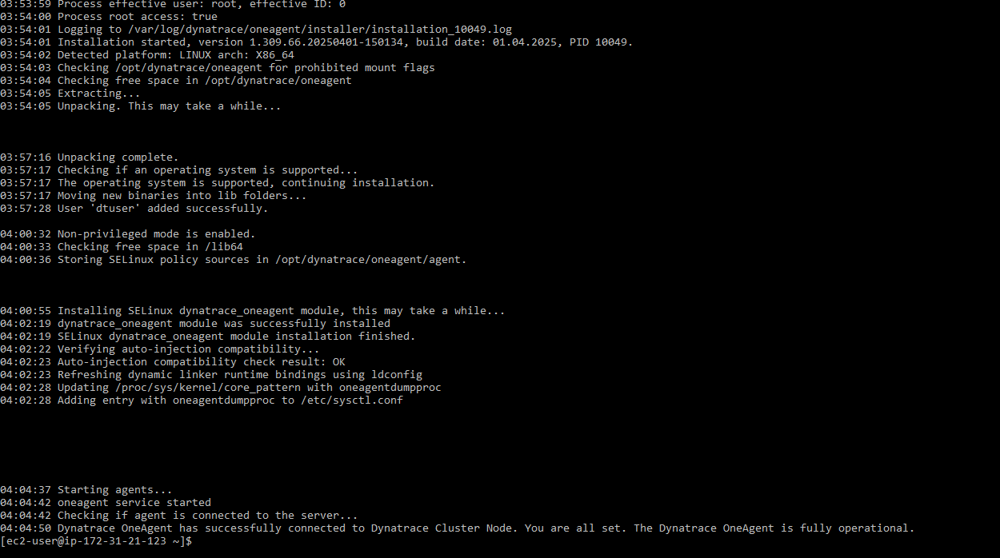 03:53:59 Process effective user: root, effective ID: 0
03:54:00 Process root access: true
03:54:01 Logging to /var/log/dynatrace/oneagent/installer/installation_10049.log
03:54:01 Installation started, version 1.309.66.20250401-150134, build date: 01.04.2025, PID 10049.
03:54:02 Detected platform: LINUX arch: X86_64
03:54:03 Checking /opt/dynatrace/oneagent for prohibited mount flags
03:54:04 Checking free space in /opt/dynatrace/oneagent
03:54:05 Extracting...
03:54:05 Unpacking. This may take a while...
03:57:16 Unpacking complete.
03:57:17 Checking if an operating system is supported...
03:57:17 The operating system is supported, continuing installation.
03:57:17 Moving new binaries into lib folders...
03:57:28 User 'dtuser' added successfully.
04:00:32 Non-privileged mode is enabled.
04:00:33 Checking free space in /lib64
04:00:36 Storing SELinux policy sources in /opt/dynatrace/oneagent/agent.
04:00:55 Installing SELinux dynatrace_oneagent module, this may take a while...
04:02:19 dynatrace_oneagent module was successfully installed
04:02:19 SELinux dynatrace_oneagent module installation finished.
04:02:22 Verifying auto-injection compatibility...
04:02:23 Auto-injection compatibility check result: OK
04:02:23 Refreshing dynamic linker runtime bindings using ldconfig
04:02:28 Updating /proc/sys/kernel/core_pattern with oneagentdumpproc
04:02:28 Adding entry with oneagentdumpproc to /etc/sysctl.conf
04:04:37 Starting agents...
04:04:42 oneagent service started
04:04:42 Checking if agent is connected to the server...
04:04:50 Dynatrace OneAgent has successfully connected to Dynatrace Cluster Node. You are all set. The Dynatrace OneAgent is fully operational.
[ec2-user@ip-172-31-21-123 ~]$